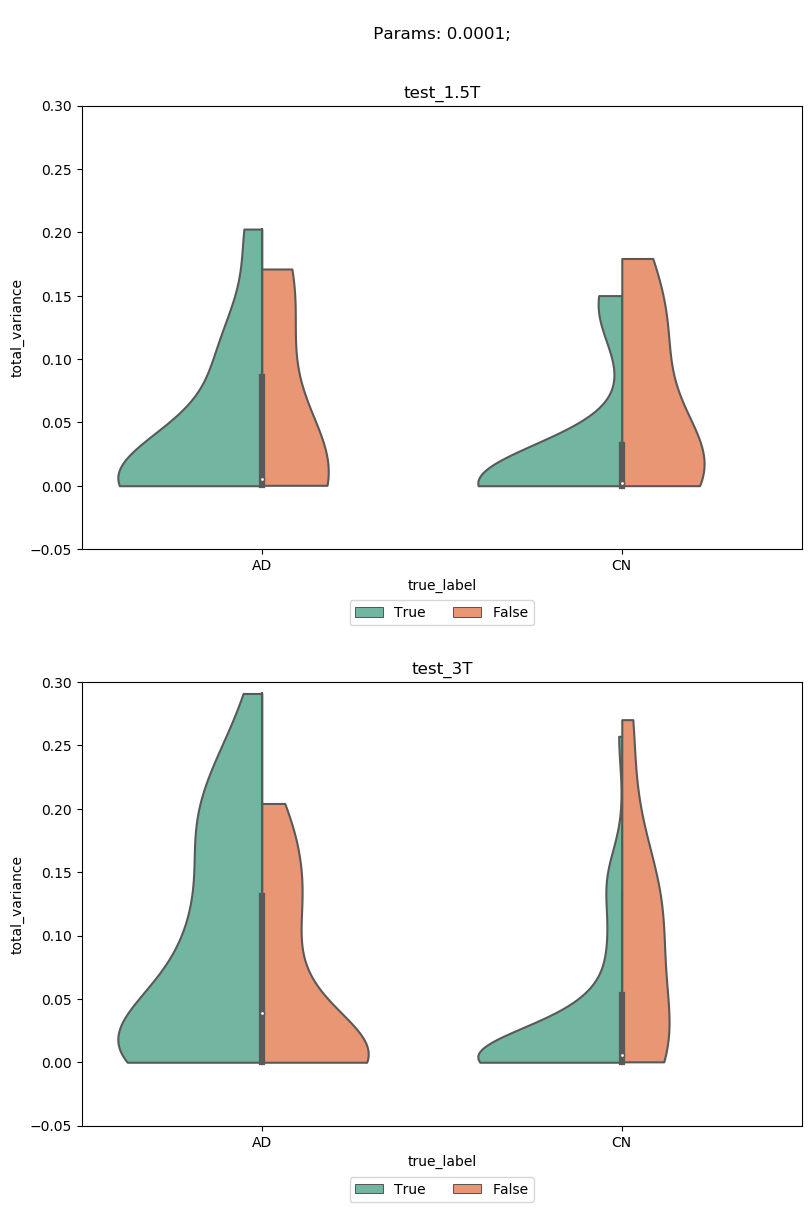 Params: 0.0001;
test_1.5T
0.30
0.25
0.20
0.15
0.10
0.05
0.00
−0.05
total_variance
AD CN
true_label
True False
test_3T
0.30
0.25
0.20
0.15
0.10
0.05
0.00
−0.05
total_variance
AD CN
true_label
True False